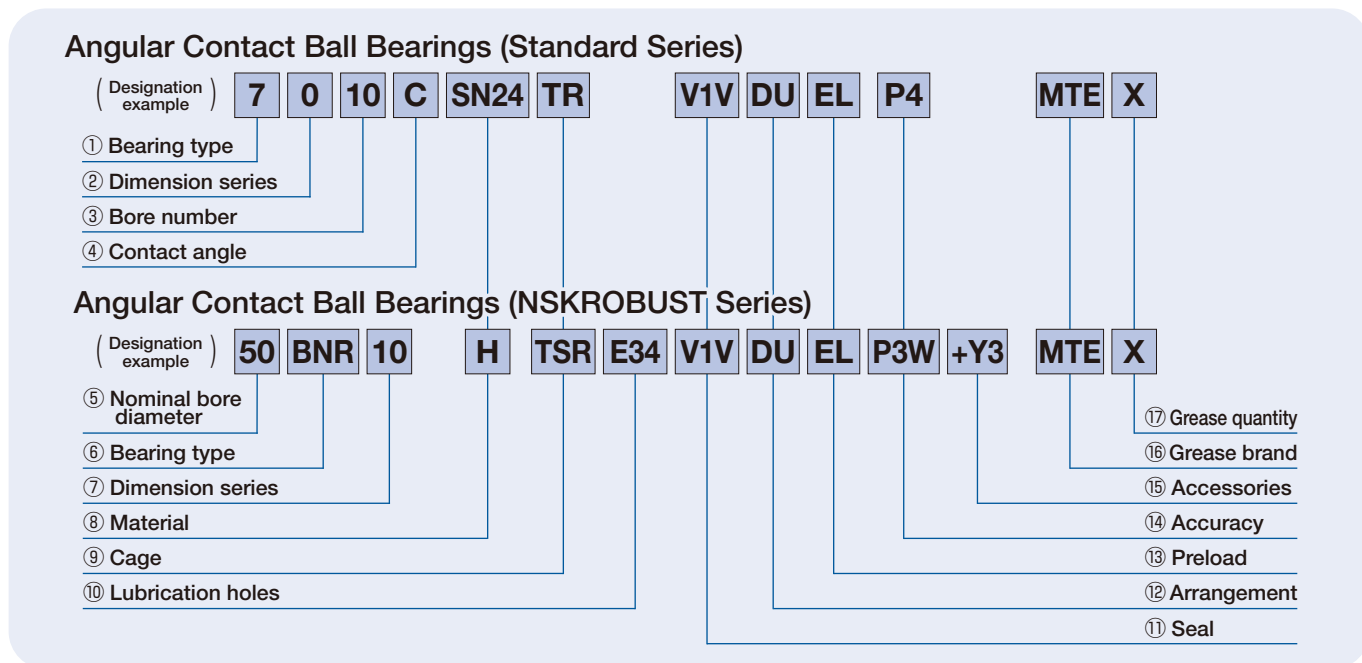 Angular Contact Ball Bearings (Standard Series)
( Designation example ) 7 0 10 C SN24 TR V1V DU EL P4 MTE X
① Bearing type
② Dimension series
③ Bore number
④ Contact angle
Angular Contact Ball Bearings (NSKROBUST Series)
( Designation example ) 50 BNR 10 H TSR E34 V1V DU EL P3W +Y3 MTE X
⑤ Nominal bore
diameter
⑰ Grease quantity
⑥ Bearing type
⑯ Grease brand
⑦ Dimension series
⑮ Accessories
⑧ Material
⑭ Accuracy
⑨ Cage
⑬ Preload
⑩ Lubrication holes
⑫ Arrangement
⑪ Seal